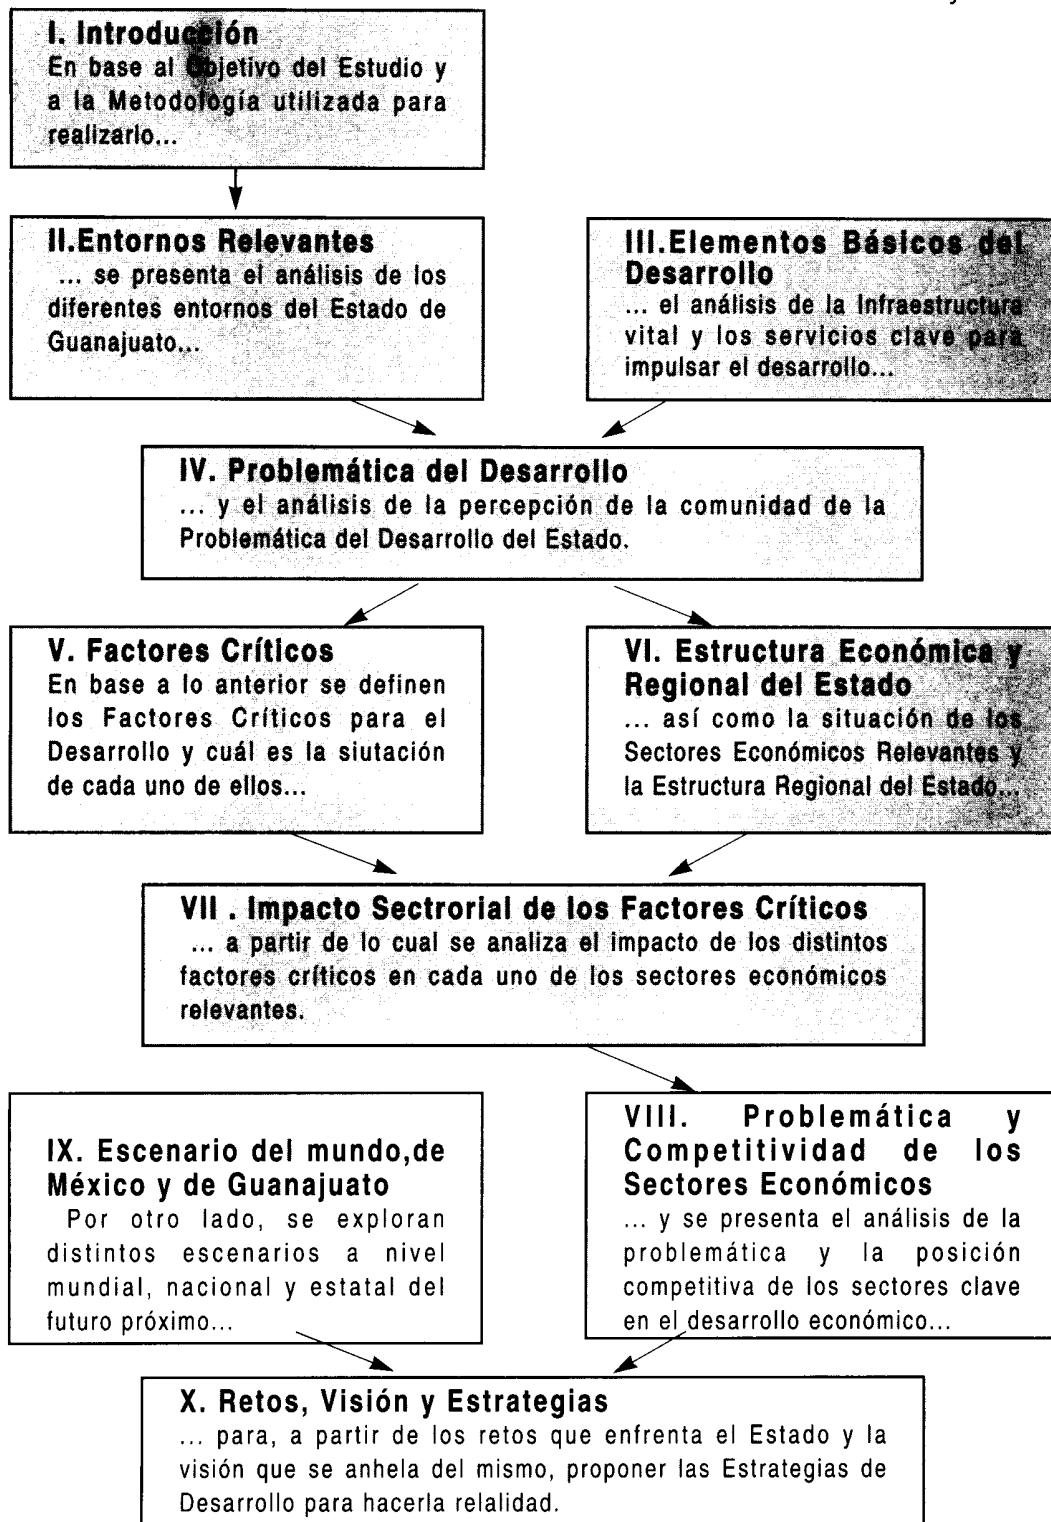 I. Introducción
En base al Objetivo del Estudio y
a la Metodología utilizada para
realizarlo...
II.Entornos Relevantes
... se presenta el análisis de los
diferentes entornos del Estado de
Guanajuato...
III.Elementos Básicos del
Desarrollo
... el análisis de la Infraestructura
vital y los servicios clave para
impulsar el desarrollo...
IV. Problemática del Desarrollo
... y el análisis de la percepción de la comunidad de la
Problemática del Desarrollo del Estado.
V. Factores Críticos
En base a lo anterior se definen
los Factores Críticos para el
Desarrollo y cuál es la siutación
de cada uno de ellos...
VI. Estructura Económica y
Regional del Estado
... así como la situación de los
Sectores Económicos Relevantes y
la Estructura Regional del Estado...
VII . Impacto Sectrorial de los Factores Críticos
... a partir de lo cual se analiza el impacto de los distintos
factores críticos en cada uno de los sectores económicos
relevantes.
IX. Escenario del mundo,de
México y de Guanajuato
Por otro lado, se exploran
distintos escenarios a nivel
mundial, nacional y estatal del
futuro próximo...
VIII. Problemática y
Competitividad de los
Sectores Económicos
... y se presenta el análisis de la
problemática y la posición
competitiva de los sectores clave
en el desarrollo económico...
X. Retos, Visión y Estrategias
... para, a partir de los retos que enfrenta el Estado y la
visión que se anhela del mismo, proponer las Estrategias de
Desarrollo para hacerla relalidad.